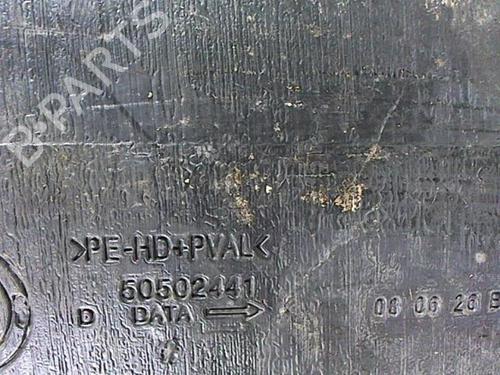 B-PARTS
>PE-HD+PVAL<
50502441
D DATA →
08 06 26